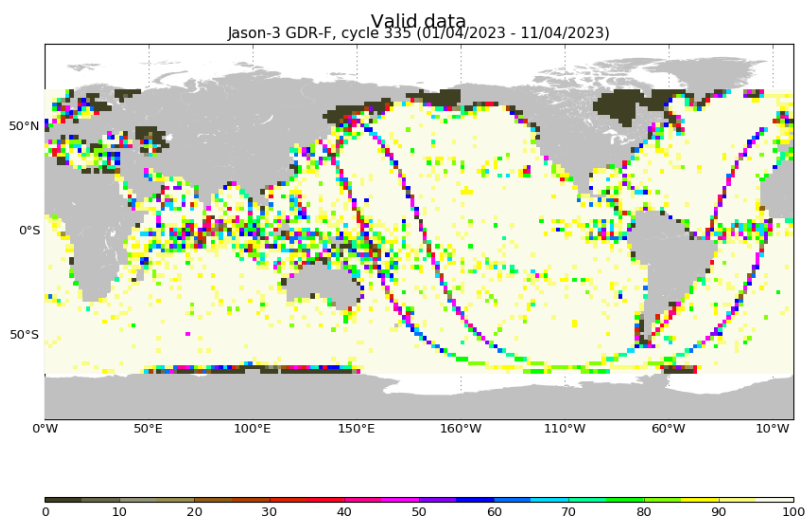 Valid data
Jason-3 GDR-F, cycle 335 (01/04/2023 - 11/04/2023)
50°N
0°S
50°S
0°W 50°E 100°E 150°E 160°W 110°W 60°W 10°W
0 10 20 30 40 50 60 70 80 90 100